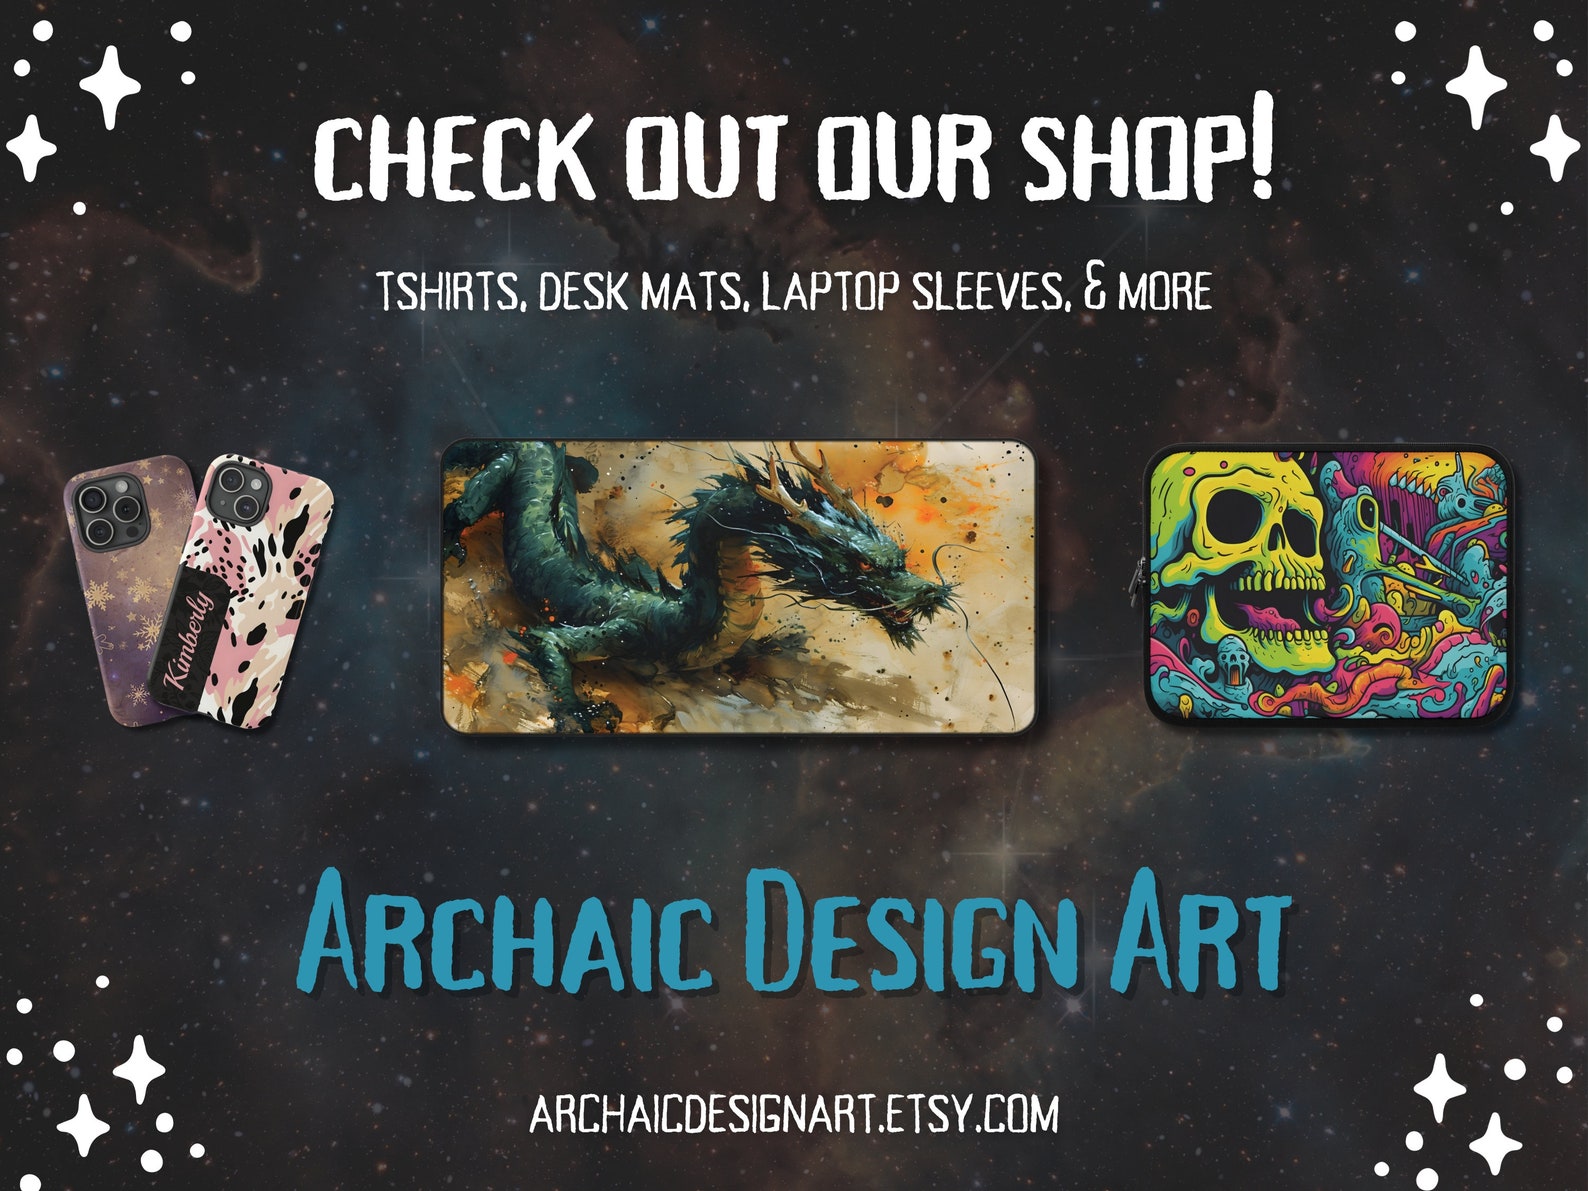 CHECK OUT OUR SHOP!
TSHIRTS, DESK MATS, LAPTOP SLEEVES, & MORE
Kimberly
ARCHAIC DESIGN ART
ARCHAICDESIGNART.ETSY.COM